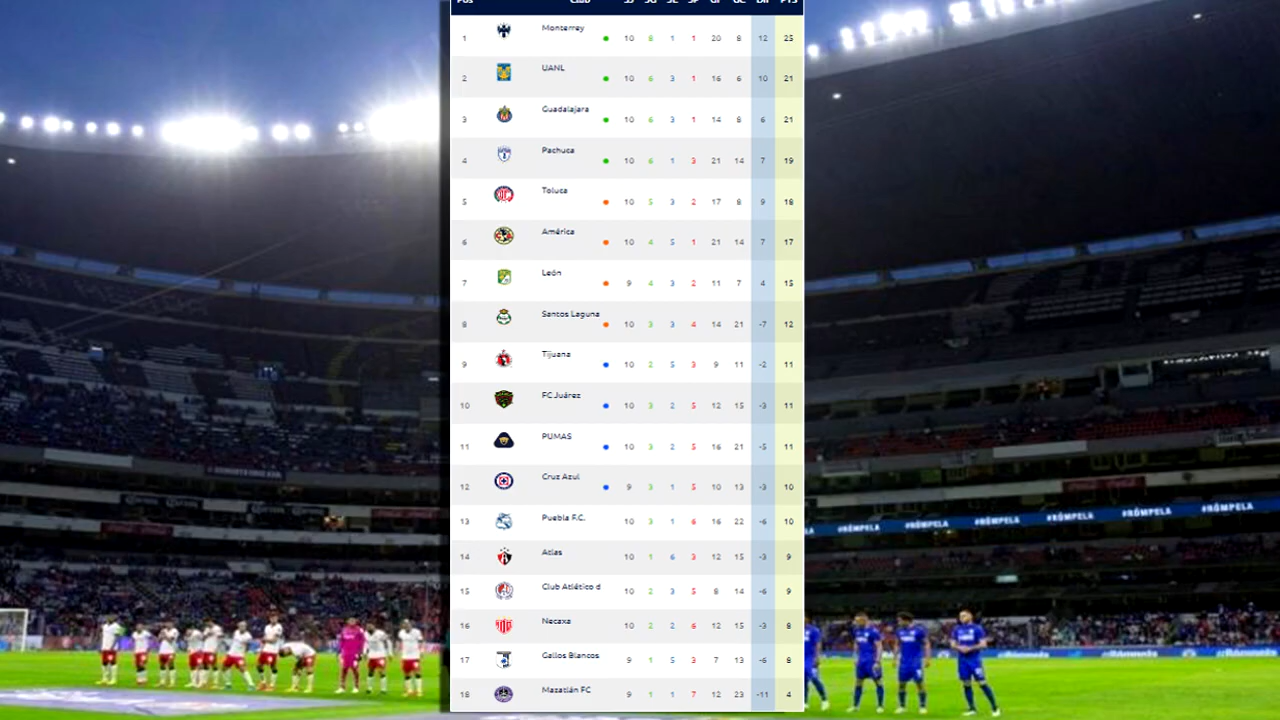 Pos Club JJ JG JE JP GF GC Dif PTS
1 Monterrey 10 8 1 1 20 8 12 25
2 UANL 10 6 3 1 16 6 10 21
3 Guadalajara 10 6 3 1 14 8 6 21
4 Pachuca 10 6 1 3 21 14 7 19
5 Toluca 10 5 3 2 17 8 9 18
6 América 10 4 5 1 21 14 7 17
7 León 9 4 3 2 11 7 4 15
8 Santos Laguna 10 3 3 4 14 21 -7 12
9 Tijuana 10 2 5 3 9 11 -2 11
10 FC Juárez 10 3 2 5 12 15 -3 11
11 PUMAS 10 3 2 5 16 21 -5 11
12 Cruz Azul 9 3 1 5 10 13 -3 10
13 Puebla F.C. 10 3 1 6 16 22 -6 10
14 Atlas 10 1 6 3 12 15 -3 9
15 Club Atlético d 10 2 3 5 8 14 -6 9
16 Necaxa 10 2 2 6 12 15 -3 8
17 Gallos Blancos 9 1 5 3 7 13 -6 8
18 Mazatlán FC 9 1 1 7 12 23 -11 4
#RÓMPELA #RÓMPELA #RÓMPELA #RÓMPELA #RÓMPELA